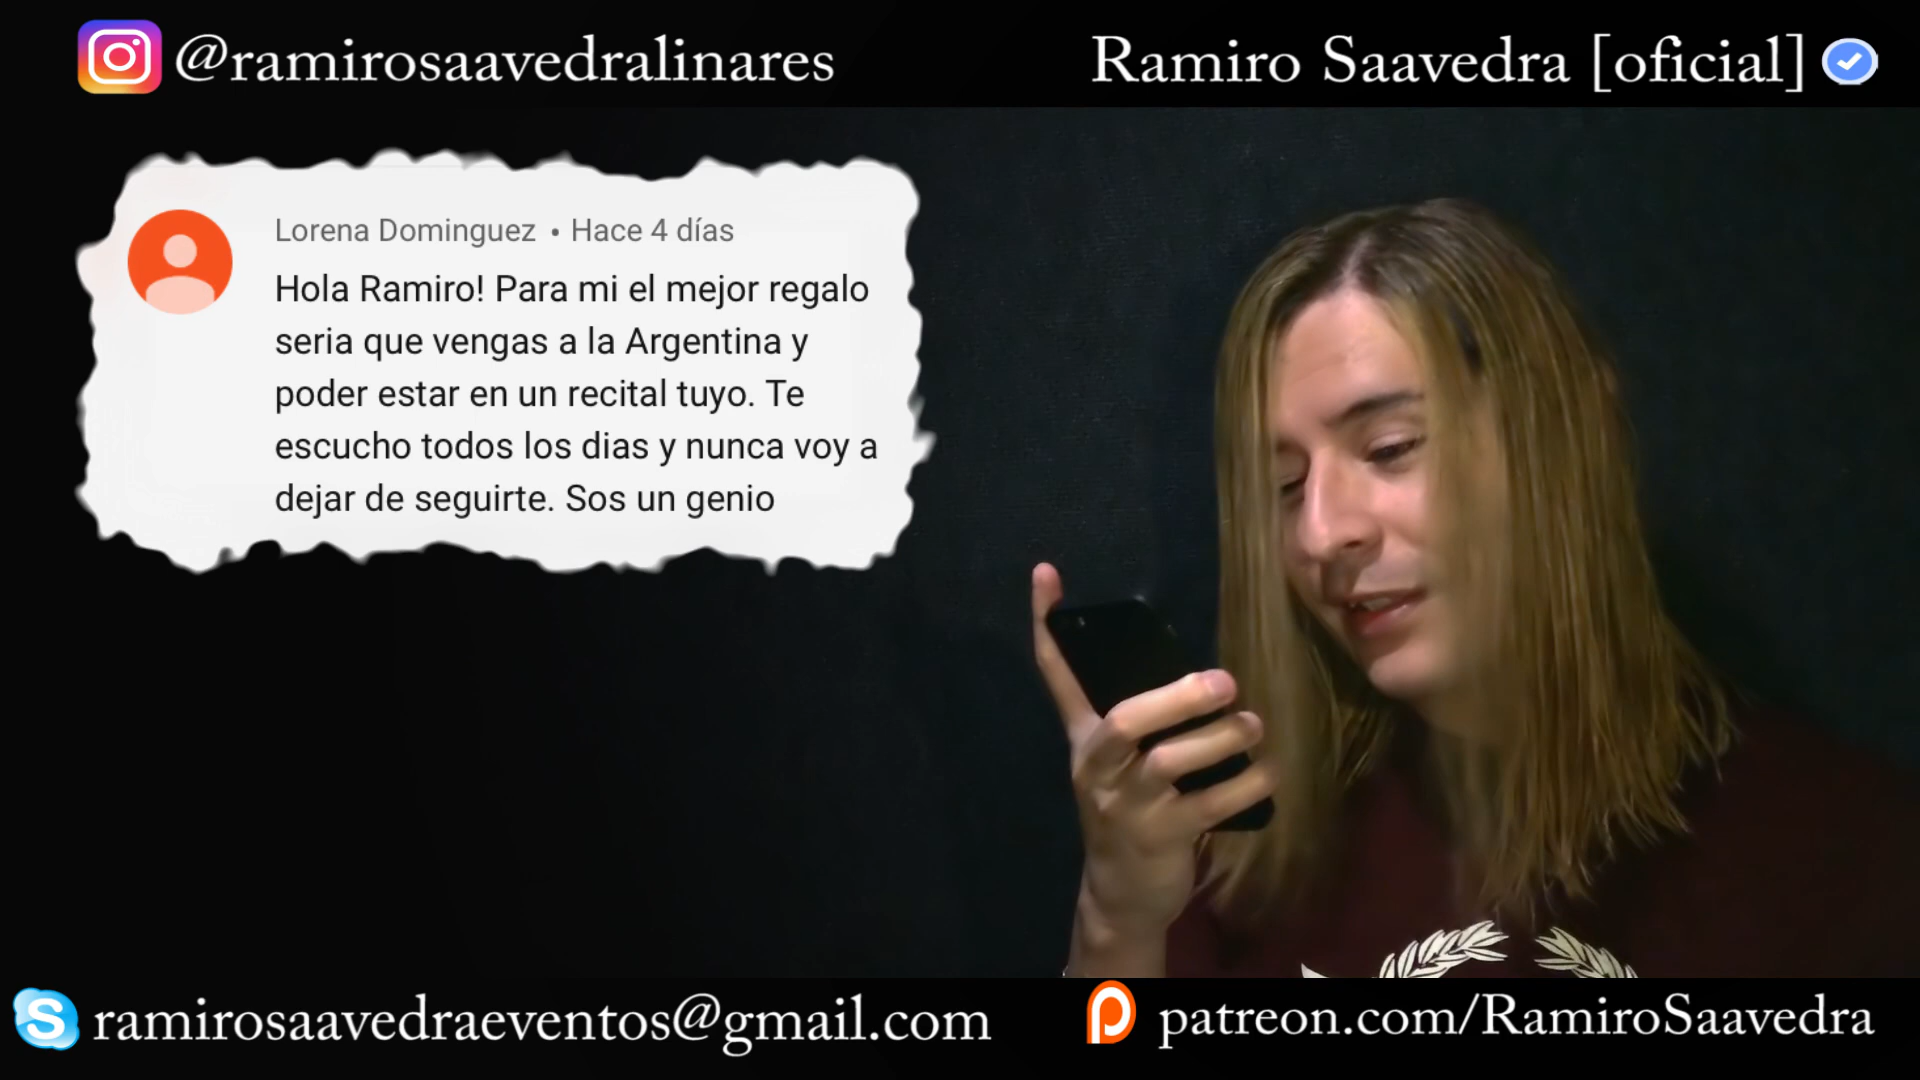 @ramirosaavedralinares
Ramiro Saavedra [oficial]
Lorena Dominguez • Hace 4 días
Hola Ramiro! Para mi el mejor regalo
seria que vengas a la Argentina y
poder estar en un recital tuyo. Te
escucho todos los dias y nunca voy a
dejar de seguirte. Sos un genio
ramirosaavedraeventos@gmail.com
patreon.com/RamiroSaavedra